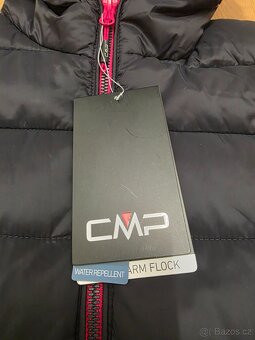 CMP
WATER REPELLENT
ARM FLOCK
Bazos.cz